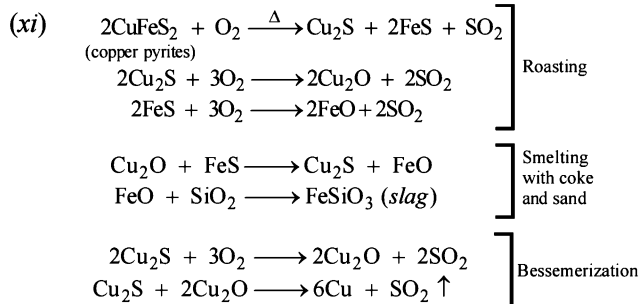 (xi) 2CuFeS₂ + O₂ —Δ→ Cu₂S + 2FeS + SO₂
(copper pyrites)
2Cu₂S + 3O₂ ⟶ 2Cu₂O + 2SO₂
2FeS + 3O₂ ⟶ 2FeO + 2SO₂
Roasting
Cu₂O + FeS ⟶ Cu₂S + FeO
FeO + SiO₂ ⟶ FeSiO₃ (slag)
Smelting
with coke
and sand
2Cu₂S + 3O₂ ⟶ 2Cu₂O + 2SO₂
Cu₂S + 2Cu₂O ⟶ 6Cu + SO₂ ↑
Bessemerization